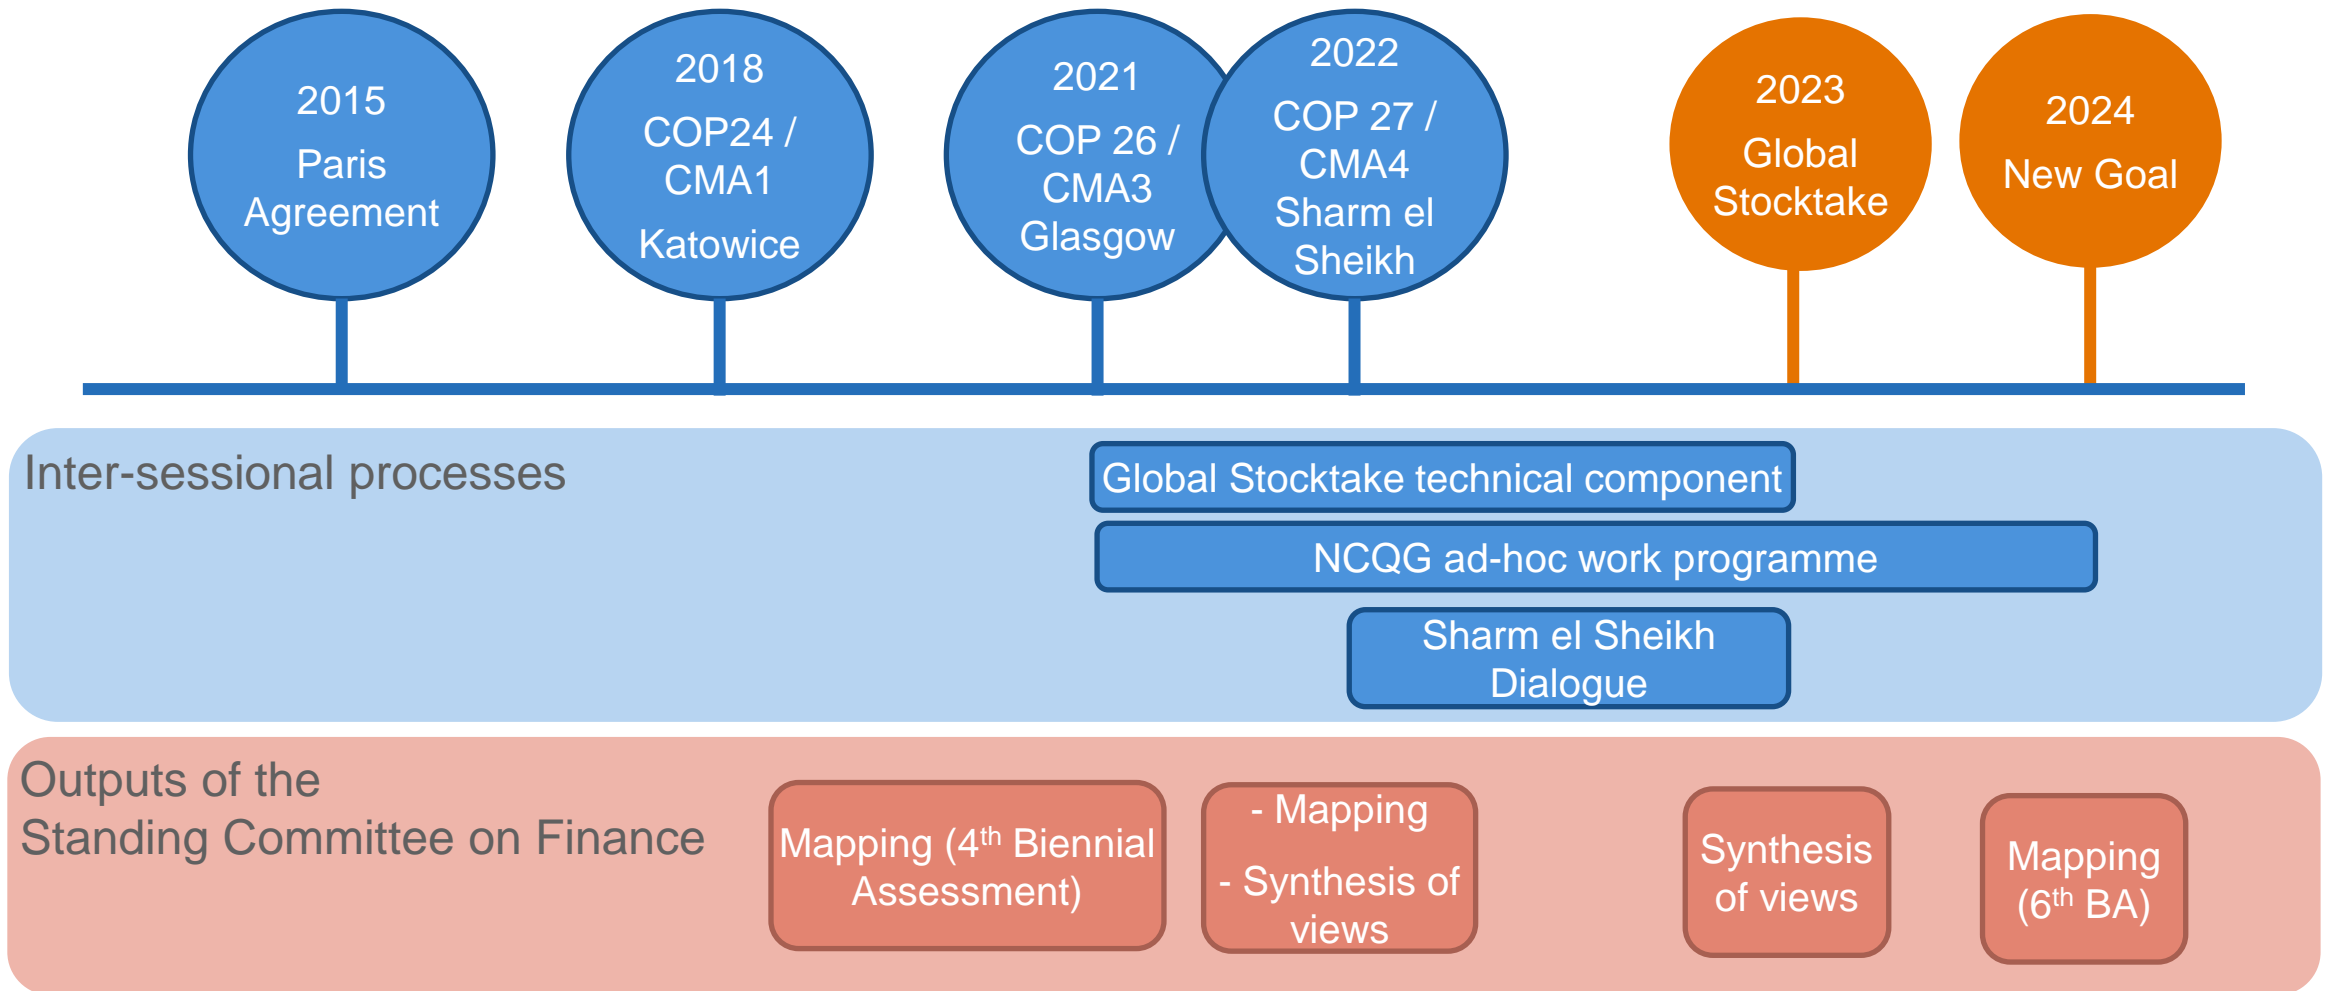 2015
Paris
Agreement
2018
COP24 /
CMA1
Katowice
2021
COP 26 /
CMA3
Glasgow
2022
COP 27 /
CMA4
Sharm el
Sheikh
2023
Global
Stocktake
2024
New Goal
Inter-sessional processes
Global Stocktake technical component
NCQG ad-hoc work programme
Sharm el Sheikh
Dialogue
Outputs of the
Standing Committee on Finance
Mapping (4th Biennial
Assessment)
- Mapping
- Synthesis of
views
Synthesis
of views
Mapping
(6th BA)